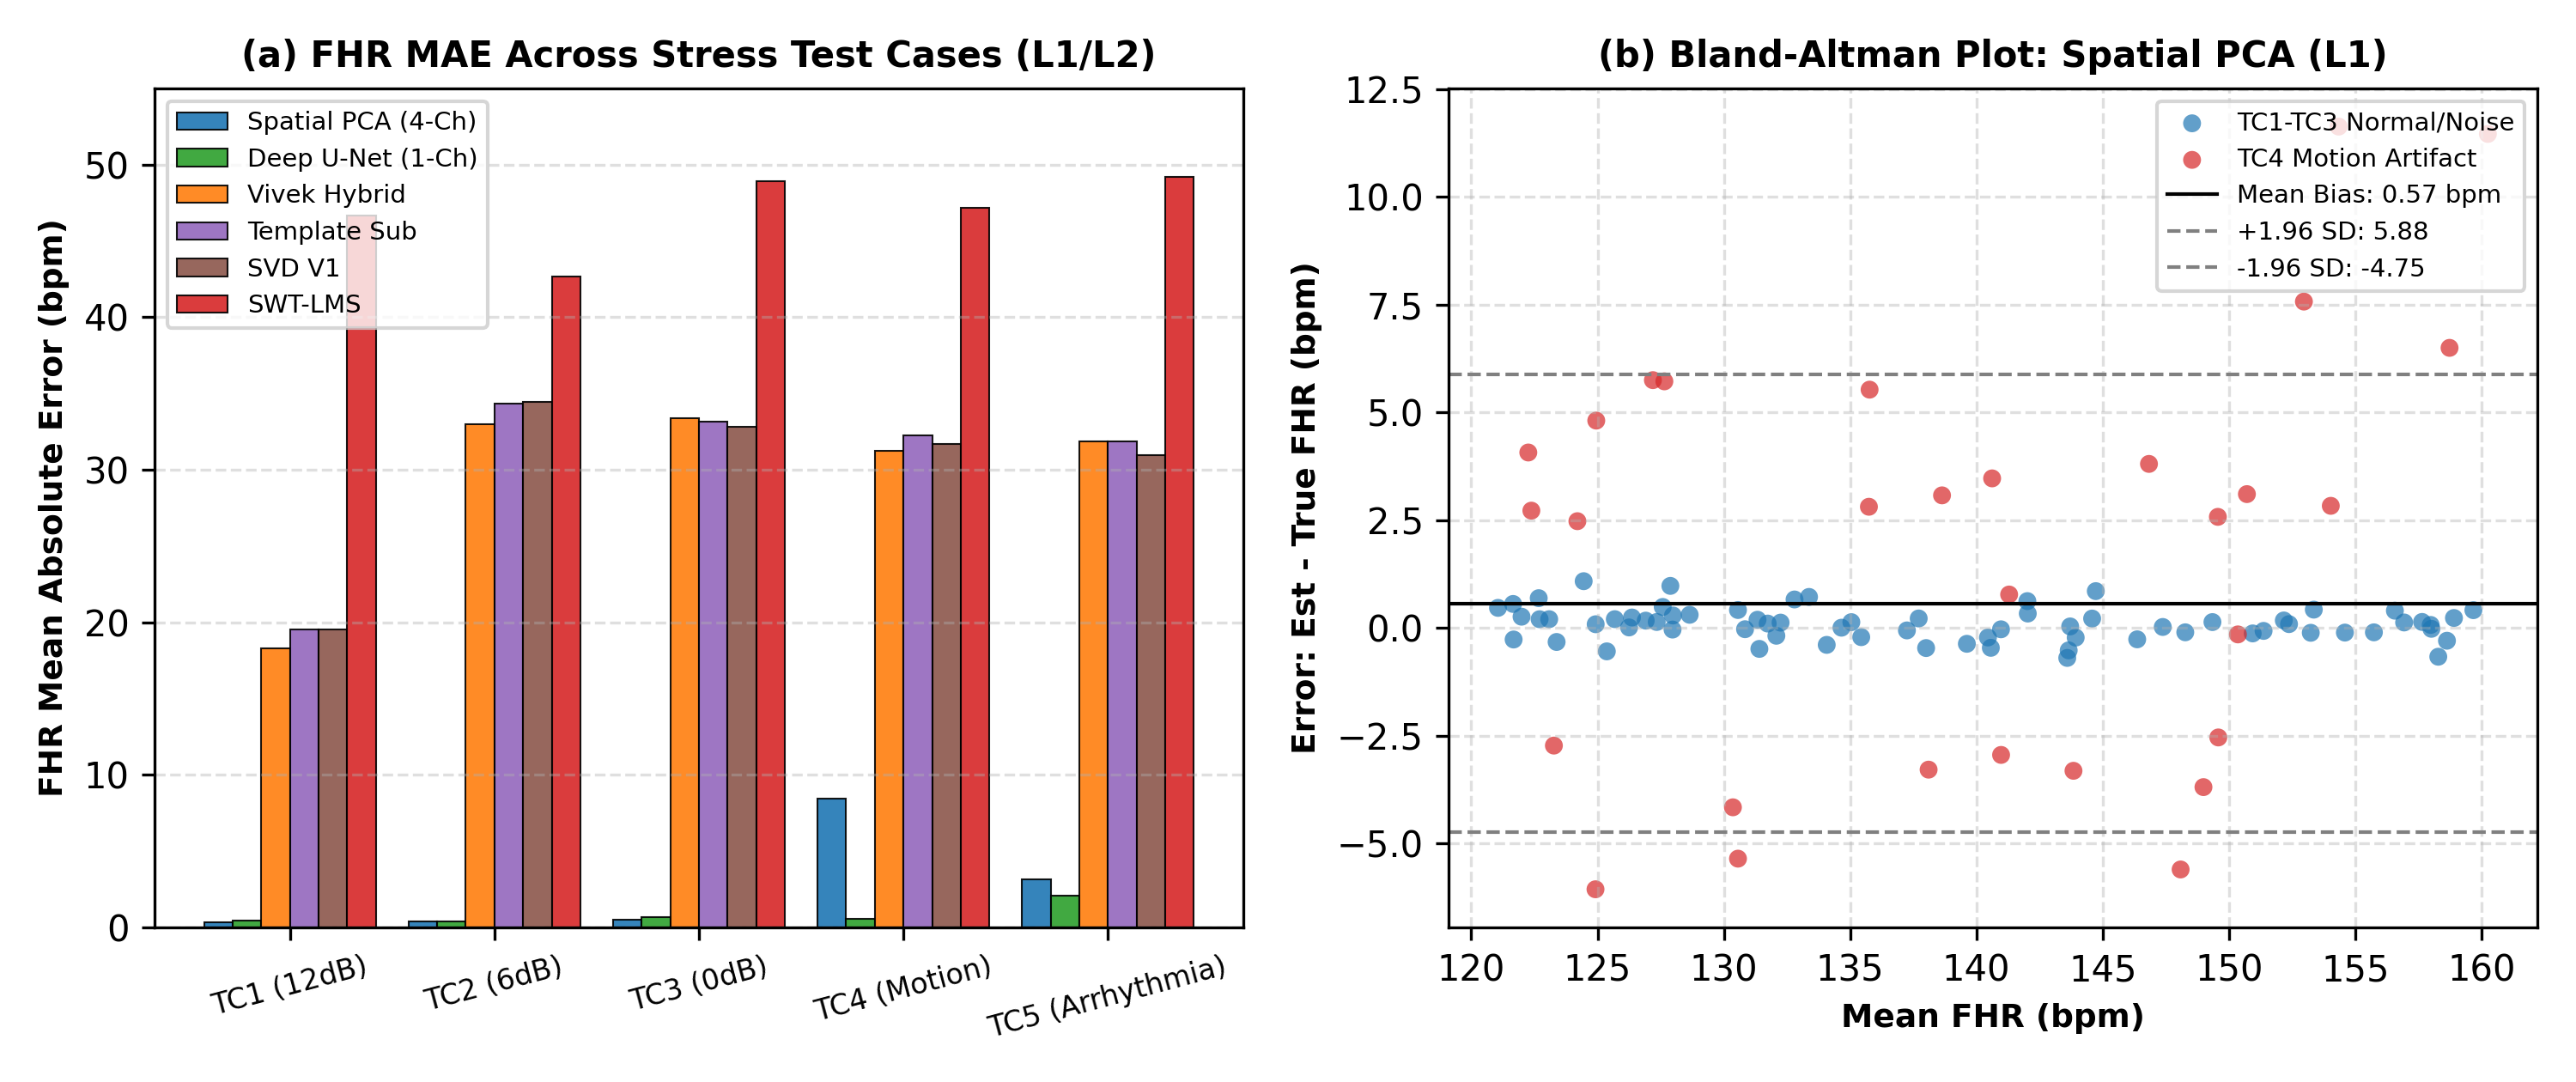 (a) FHR MAE Across Stress Test Cases (L1/L2)
FHR Mean Absolute Error (bpm)
50
40
30
20
10
0
Spatial PCA (4-Ch)
Deep U-Net (1-Ch)
Vivek Hybrid
Template Sub
SVD V1
SWT-LMS
TC1 (12dB)
TC2 (6dB)
TC3 (0dB)
TC4 (Motion)
TC5 (Arrhythmia)
(b) Bland-Altman Plot: Spatial PCA (L1)
Error: Est - True FHR (bpm)
12.5
10.0
7.5
5.0
2.5
0.0
−2.5
−5.0
TC1-TC3 Normal/Noise
TC4 Motion Artifact
Mean Bias: 0.57 bpm
+1.96 SD: 5.88
-1.96 SD: -4.75
120 125 130 135 140 145 150 155 160
Mean FHR (bpm)